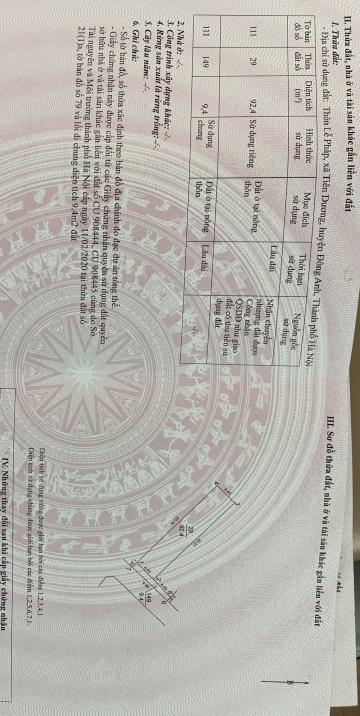 II. Thửa đất, nhà ở và tài sản khác gắn liền với đất
1. Thửa đất:
- Địa chỉ sử dụng đất: Thôn Lễ Pháp, xã Tiên Dương, huyện Đông Anh, Thành phố Hà Nội
Tờ bản đồ số | Thửa đất số | Diện tích (m²) | Hình thức sử dụng | Mục đích sử dụng | Thời hạn sử dụng | Nguồn gốc sử dụng
111 | 29 | 92,4 | Sử dụng riêng | Đất ở tại nông thôn | Lâu dài | Nhận chuyển nhượng đất được Công nhận QSDĐ như giao đất có thu tiền sử dụng đất
111 | 149 | 9,4 | Sử dụng chung | Đất ở tại nông thôn | Lâu dài | -/-
2. Nhà ở: -/-.
3. Công trình xây dựng khác: -/-.
4. Rừng sản xuất là rừng trồng: -/-.
5. Cây lâu năm: -/-.
6. Ghi chú:
- Số tờ bản đồ, số thửa xác định theo bản đồ địa chính đo đạc dự án tổng thể.
- Giấy chứng nhận này được cấp đổi từ các Giấy chứng nhận quyền sử dụng đất quyền
sở hữu nhà ở và tài sản khác gắn liền với đất số CU 908444, CU 908445 cùng do Sở
Tài nguyên và Môi trường thành phố Hà Nội cấp ngày 11/02/2020 tại thửa đất số
21(1)a, tờ bản đồ số 79 và lối đi chung diện tích 9,4m2 đất
III. Sơ đồ thửa đất, nhà ở và tài sản khác gắn liền với đất
B
29
92.4
149
9.4
Diện tích sử dụng riêng được giới hạn bởi các điểm 1,2,3,4,1.
Diện tích sử dụng chung được giới hạn bởi các điểm 1,2,5,6,7,1.
IV. Những thay đổi sau khi cấp giấy chứng nhận